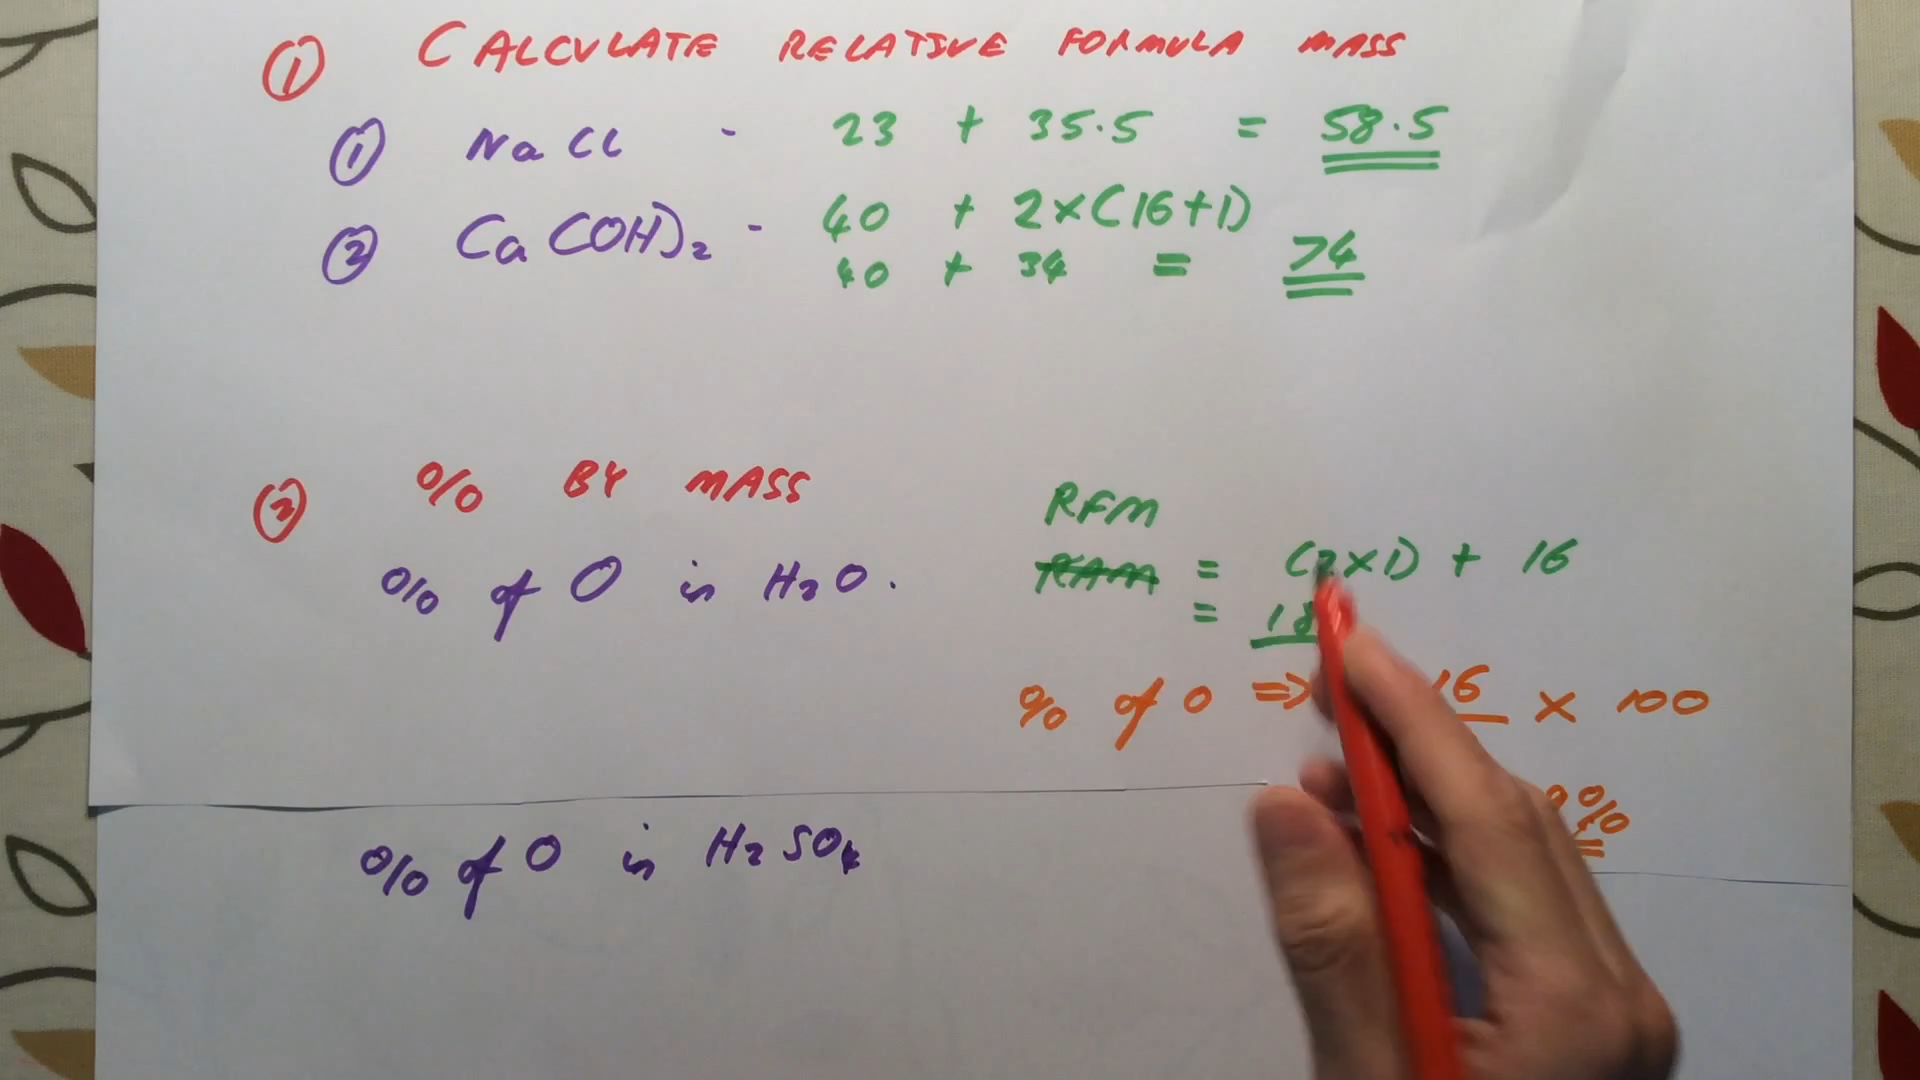 ① CALCULATE RELATIVE FORMULA MASS
① NaCl - 23 + 35.5 = 58.5
② Ca(OH)₂ - 40 + 2×(16+1)
40 + 34 = 74
② % BY MASS
RFM
% of O in H₂O. RAM = (2×1) + 16
= 18
% of O ⇒ 16 × 100
%
% of O in H₂SO₄